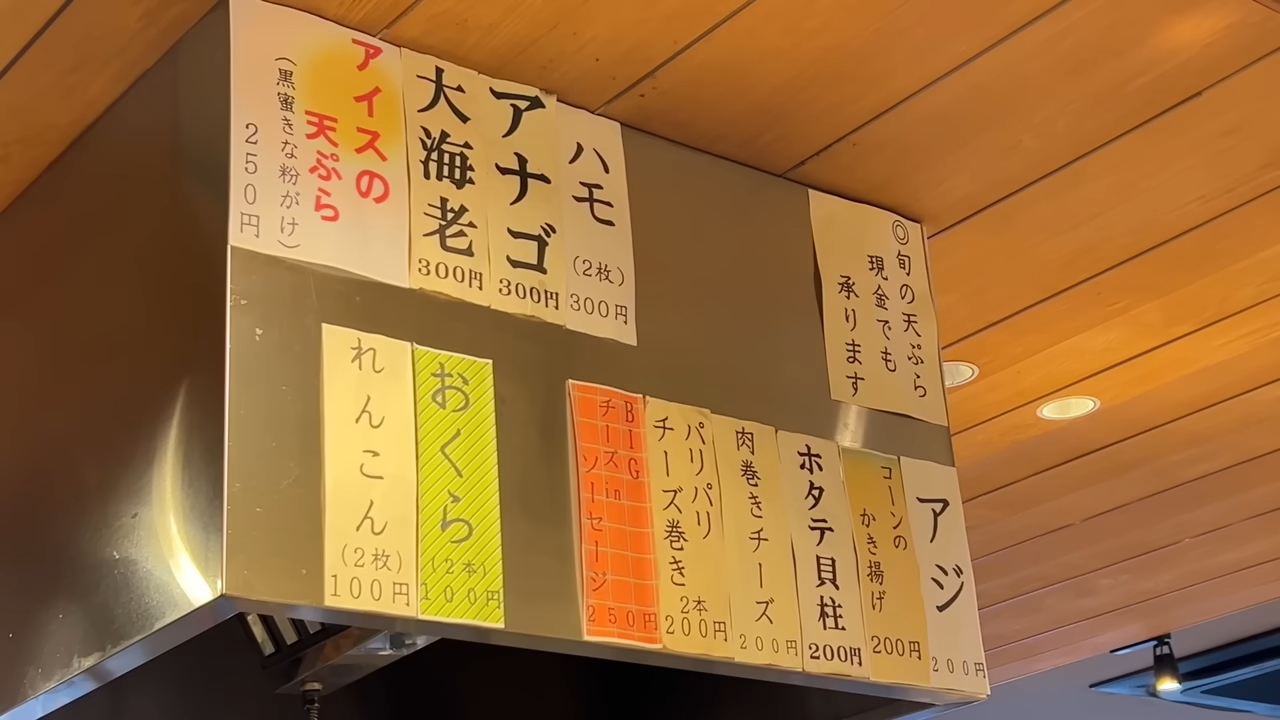 ◎旬の天ぷら
現金でも
承ります
ハモ
(2枚)
300円
アナゴ
300円
大海老
300円
アイスの
天ぷら
(黒蜜きな粉がけ)
250円
アジ
200円
コーンの
かき揚げ
200円
ホタテ貝柱
200円
肉巻きチーズ
200円
パリパリ
チーズ巻き
2本
200円
BIG
チーズin
ソーセージ
250円
おくら
(2本)
100円
れんこん
(2枚)
100円